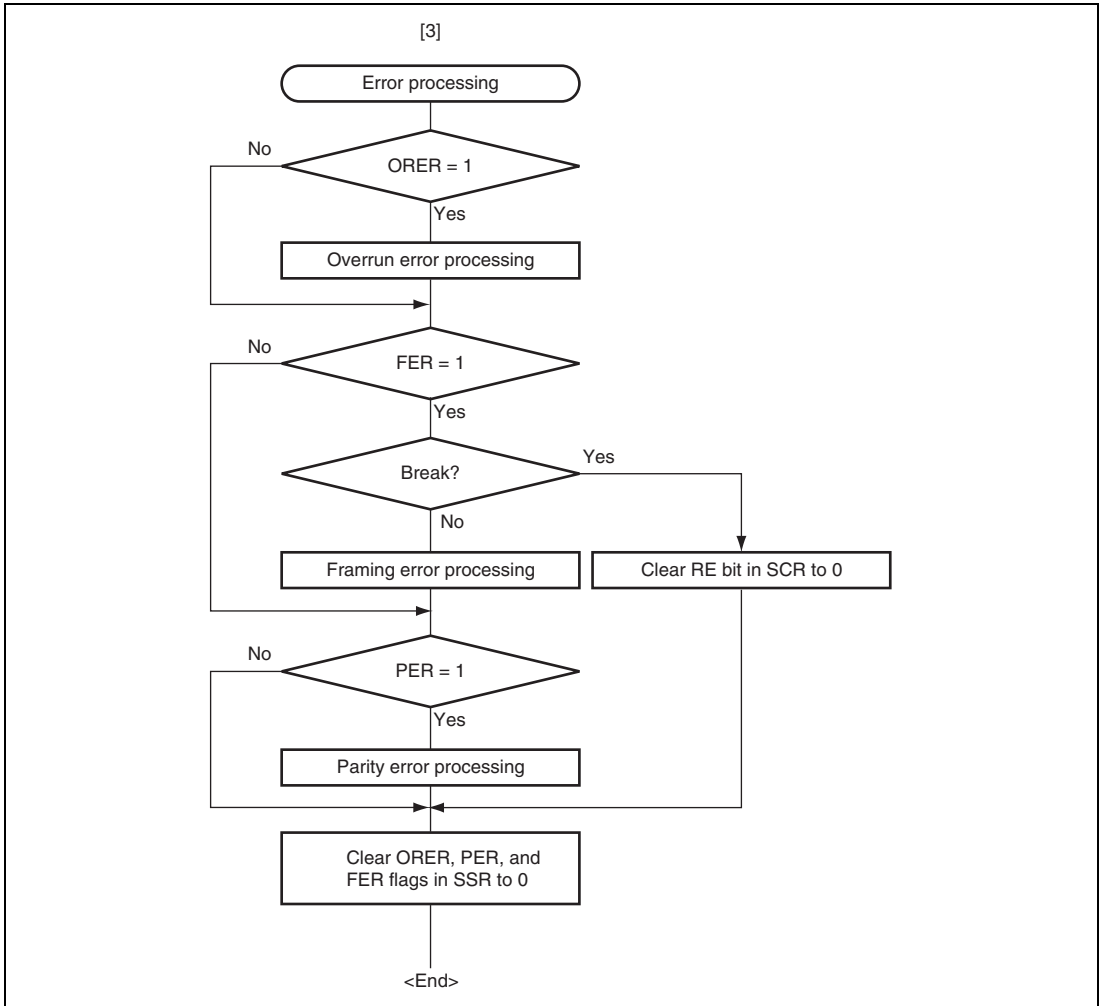 [3]
Error processing
No
ORER = 1
Yes
Overrun error processing
No
FER = 1
Yes
Break?
Yes
No
Framing error processing
Clear RE bit in SCR to 0
No
PER = 1
Yes
Parity error processing
Clear ORER, PER, and
FER flags in SSR to 0
<End>